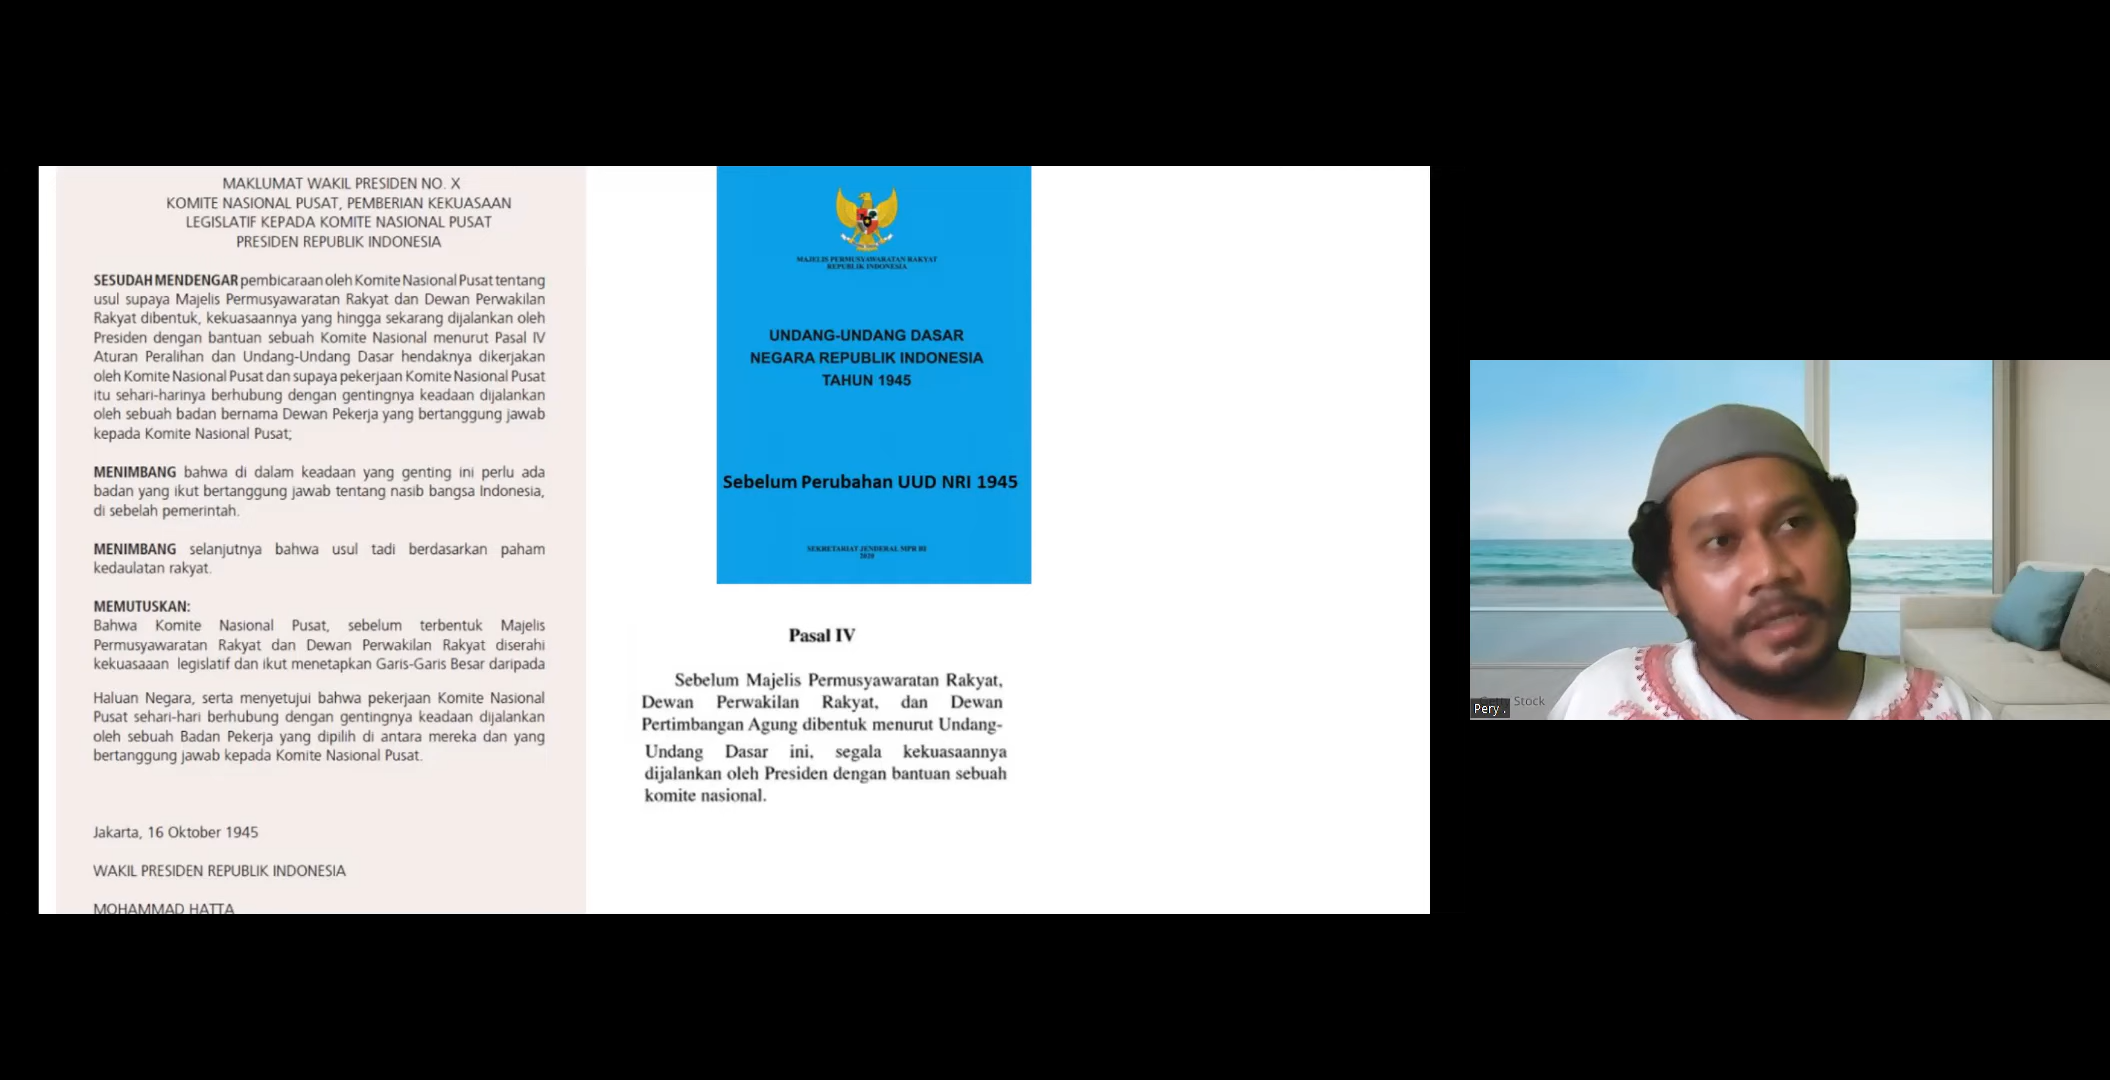 MAKLUMAT WAKIL PRESIDEN NO. X
KOMITE NASIONAL PUSAT, PEMBERIAN KEKUASAAN
LEGISLATIF KEPADA KOMITE NASIONAL PUSAT
PRESIDEN REPUBLIK INDONESIA
SESUDAH MENDENGAR pembicaraan oleh Komite Nasional Pusat tentang
usul supaya Majelis Permusyawaratan Rakyat dan Dewan Perwakilan
Rakyat dibentuk, kekuasaannya yang hingga sekarang dijalankan oleh
Presiden dengan bantuan sebuah Komite Nasional menurut Pasal IV
Aturan Peralihan dan Undang-Undang Dasar hendaknya dikerjakan
oleh Komite Nasional Pusat dan supaya pekerjaan Komite Nasional Pusat
itu sehari-harinya berhubung dengan gentingnya keadaan dijalankan
oleh sebuah badan bernama Dewan Pekerja yang bertanggung jawab
kepada Komite Nasional Pusat;
MENIMBANG bahwa di dalam keadaan yang genting ini perlu ada
badan yang ikut bertanggung jawab tentang nasib bangsa Indonesia,
di sebelah pemerintah.
MENIMBANG selanjutnya bahwa usul tadi berdasarkan paham
kedaulatan rakyat.
MEMUTUSKAN:
Bahwa Komite Nasional Pusat, sebelum terbentuk Majelis
Permusyawaratan Rakyat dan Dewan Perwakilan Rakyat diserahi
kekuasaaan legislatif dan ikut menetapkan Garis-Garis Besar daripada
Haluan Negara, serta menyetujui bahwa pekerjaan Komite Nasional
Pusat sehari-hari berhubung dengan gentingnya keadaan dijalankan
oleh sebuah Badan Pekerja yang dipilih di antara mereka dan yang
bertanggung jawab kepada Komite Nasional Pusat.
Jakarta, 16 Oktober 1945
WAKIL PRESIDEN REPUBLIK INDONESIA
MOHAMMAD HATTA
MAJELIS PERMUSYAWARATAN RAKYAT
REPUBLIK INDONESIA
UNDANG-UNDANG DASAR
NEGARA REPUBLIK INDONESIA
TAHUN 1945
Sebelum Perubahan UUD NRI 1945
SEKRETARIAT JENDERAL MPR RI
2020
Pasal IV
Sebelum Majelis Permusyawaratan Rakyat,
Dewan Perwakilan Rakyat, dan Dewan
Pertimbangan Agung dibentuk menurut Undang-
Undang Dasar ini, segala kekuasaannya
dijalankan oleh Presiden dengan bantuan sebuah
komite nasional.
Stock
Pery .